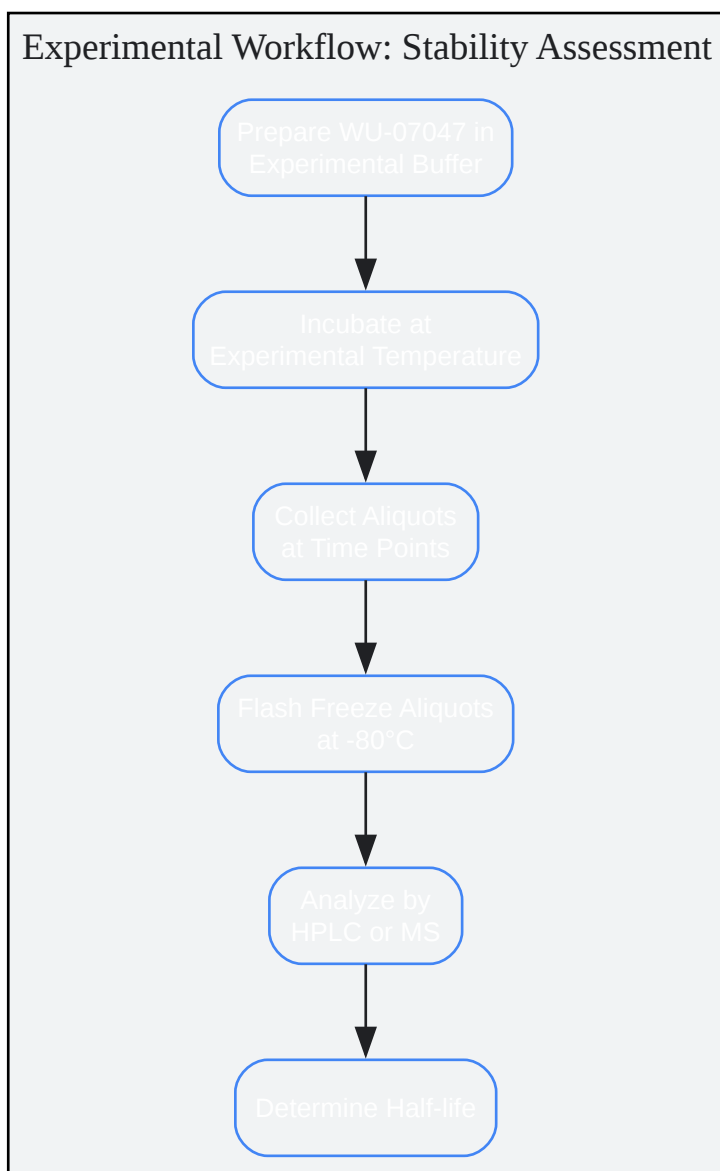 Experimental Workflow: Stability Assessment
Prepare WU-07047 in
Experimental Buffer
Incubate at
Experimental Temperature
Collect Aliquots
at Time Points
Flash Freeze Aliquots
at -80°C
Analyze by
HPLC or MS
Determine Half-life